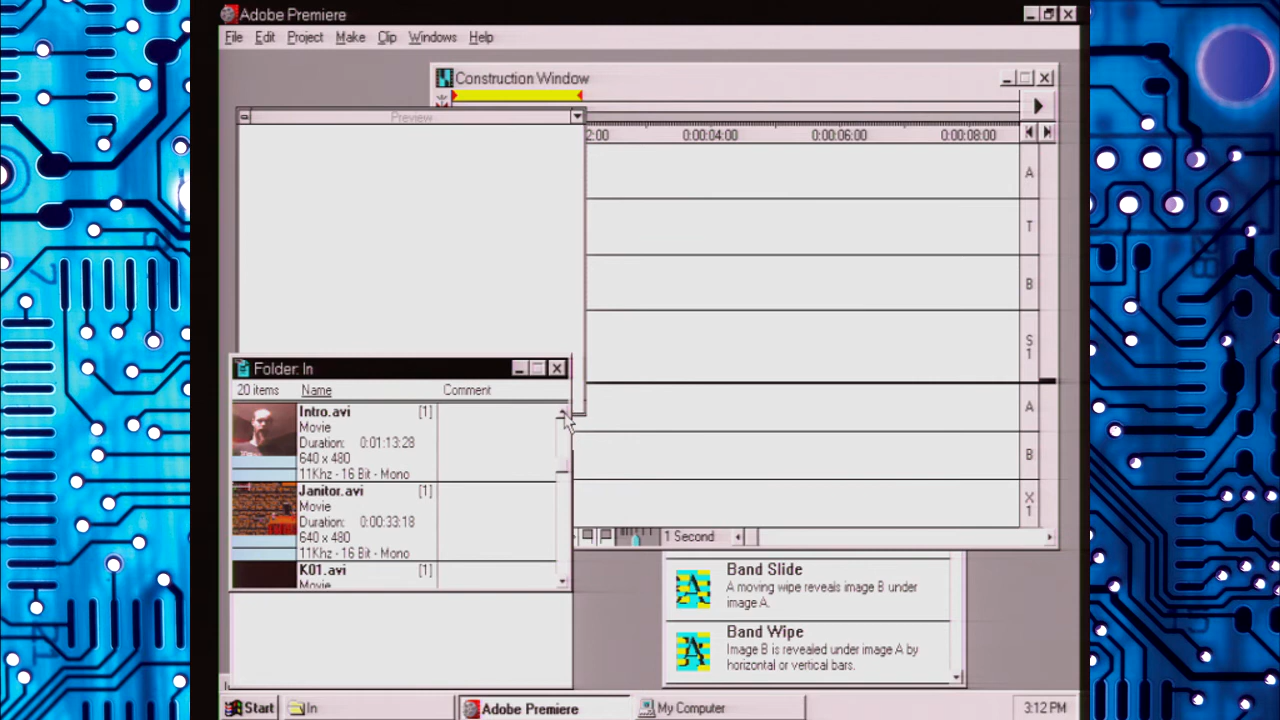 Adobe Premiere
File Edit Project Make Clip Windows Help
Construction Window
Preview
2:00 0:00:04:00 0:00:06:00 0:00:08:00
A
T
B
S
1
A
B
X
1
1 Second
Folder: In
20 items Name Comment
Intro.avi [1]
Movie
Duration: 0:01:13:28
640 x 480
11Khz - 16 Bit - Mono
Janitor.avi [1]
Movie
Duration: 0:00:33:18
640 x 480
11Khz - 16 Bit - Mono
K01.avi [1]
Movie
Band Slide
A moving wipe reveals image B under
image A.
Band Wipe
Image B is revealed under image A by
horizontal or vertical bars.
Start In Adobe Premiere My Computer 3:12 PM